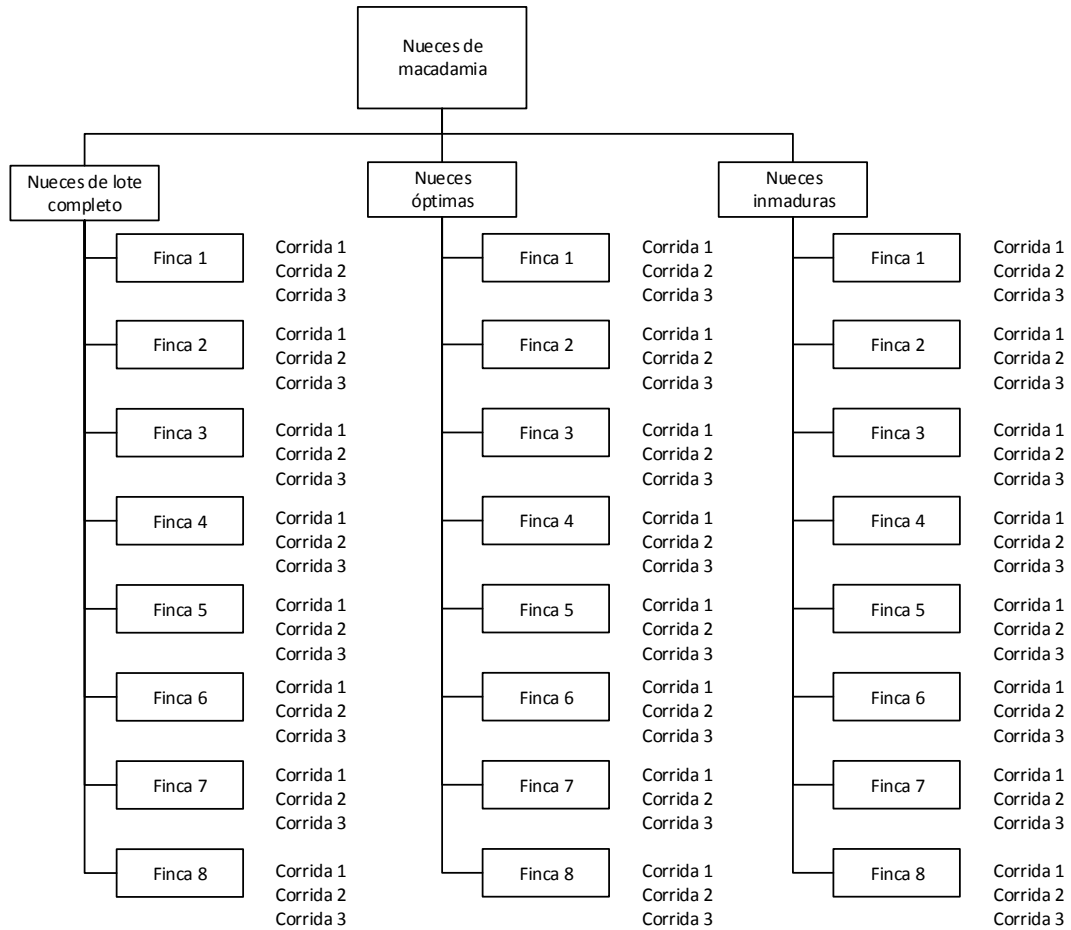 Nueces de
macadamia
Nueces de lote
completo
Finca 1
Corrida 1
Corrida 2
Corrida 3
Finca 2
Corrida 1
Corrida 2
Corrida 3
Finca 3
Corrida 1
Corrida 2
Corrida 3
Finca 4
Corrida 1
Corrida 2
Corrida 3
Finca 5
Corrida 1
Corrida 2
Corrida 3
Finca 6
Corrida 1
Corrida 2
Corrida 3
Finca 7
Corrida 1
Corrida 2
Corrida 3
Finca 8
Corrida 1
Corrida 2
Corrida 3
Nueces
óptimas
Finca 1
Corrida 1
Corrida 2
Corrida 3
Finca 2
Corrida 1
Corrida 2
Corrida 3
Finca 3
Corrida 1
Corrida 2
Corrida 3
Finca 4
Corrida 1
Corrida 2
Corrida 3
Finca 5
Corrida 1
Corrida 2
Corrida 3
Finca 6
Corrida 1
Corrida 2
Corrida 3
Finca 7
Corrida 1
Corrida 2
Corrida 3
Finca 8
Corrida 1
Corrida 2
Corrida 3
Nueces
inmaduras
Finca 1
Corrida 1
Corrida 2
Corrida 3
Finca 2
Corrida 1
Corrida 2
Corrida 3
Finca 3
Corrida 1
Corrida 2
Corrida 3
Finca 4
Corrida 1
Corrida 2
Corrida 3
Finca 5
Corrida 1
Corrida 2
Corrida 3
Finca 6
Corrida 1
Corrida 2
Corrida 3
Finca 7
Corrida 1
Corrida 2
Corrida 3
Finca 8
Corrida 1
Corrida 2
Corrida 3